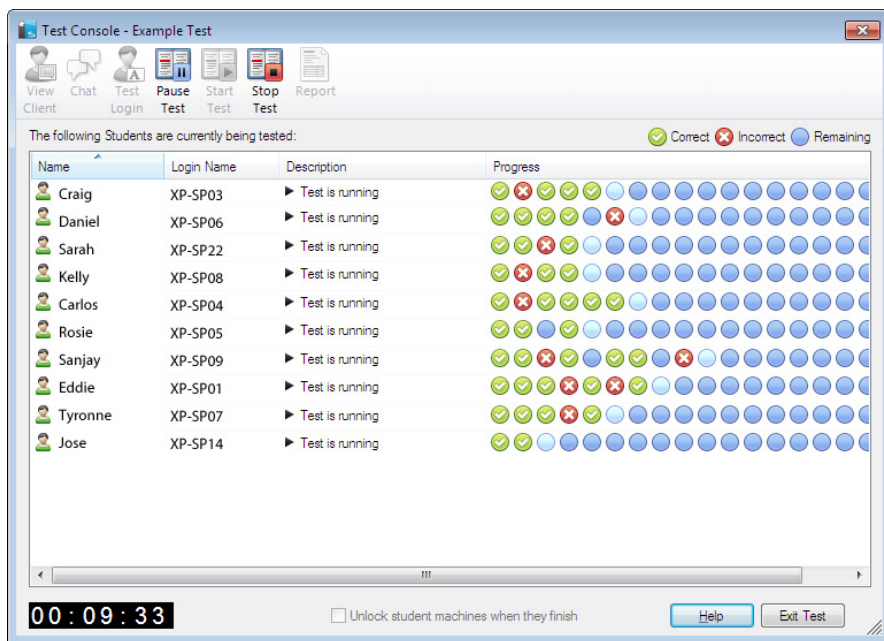 Test Console - Example Test
View Client Chat Test Login Pause Test Start Test Stop Test Report
The following Students are currently being tested: Correct Incorrect Remaining
Name Login Name Description Progress
Craig XP-SP03 Test is running
Daniel XP-SP06 Test is running
Sarah XP-SP22 Test is running
Kelly XP-SP08 Test is running
Carlos XP-SP04 Test is running
Rosie XP-SP05 Test is running
Sanjay XP-SP09 Test is running
Eddie XP-SP01 Test is running
Tyronne XP-SP07 Test is running
Jose XP-SP14 Test is running
00:09:33 Unlock student machines when they finish Help Exit Test